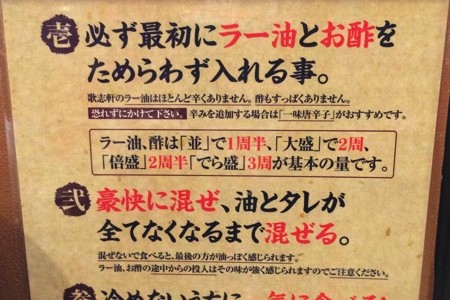 壱 必ず最初にラー油とお酢を
ためらわず入れる事。
歌志軒のラー油はほとんど辛くありません。酢もすっぱくありません。
恐れずにかけて下さい。辛みを追加する場合は「一味唐辛子」がおすすめです。
ラー油、酢は「並」で1周半、「大盛」で2周、
「倍盛」2周半「でら盛」3周が基本の量です。
弐 豪快に混ぜ、油とタレが
全てなくなるまで混ぜる。
混ぜないで食べると、最後の方が油っぽく感じられます。
ラー油、お酢の途中からの投入はその味が強く感じられますのでご注意ください。
参 冷めないうちに一気に食べる